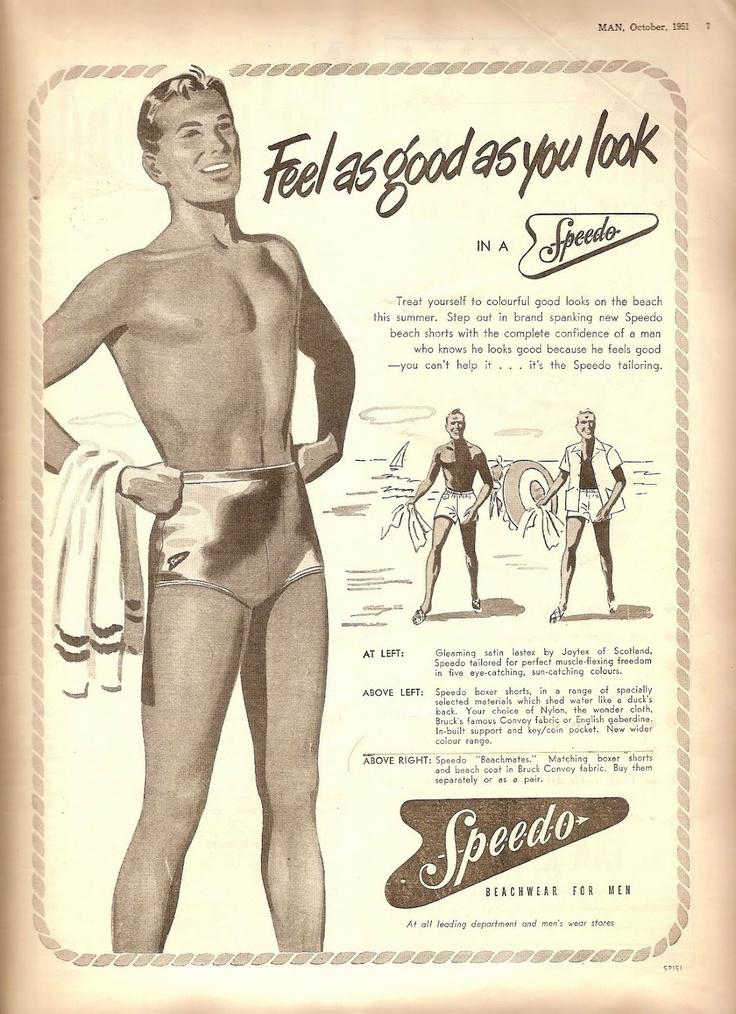 MAN, October, 1951 7
Feel as good as you look
IN A Speedo
Treat yourself to colourful good looks on the beach
this summer. Step out in brand spanking new Speedo
beach shorts with the complete confidence of a man
who knows he looks good because he feels good
—you can't help it . . . it's the Speedo tailoring.
AT LEFT: Gleaming satin lastex by Joytex of Scotland,
Speedo tailored for perfect muscle-flexing freedom
in five eye-catching, sun-catching colours.
ABOVE LEFT: Speedo boxer shorts, in a range of specially
selected materials which shed water like a duck's
back. Your choice of Nylon, the wonder cloth,
Bruck's famous Convoy fabric or English gaberdine.
In-built support and key/coin pocket. New wider
colour range.
ABOVE RIGHT: Speedo "Beachmates." Matching boxer shorts
and beach coat in Bruck Convoy fabric. Buy them
separately or as a pair.
Speedo
BEACHWEAR FOR MEN
At all leading department and men's wear stores